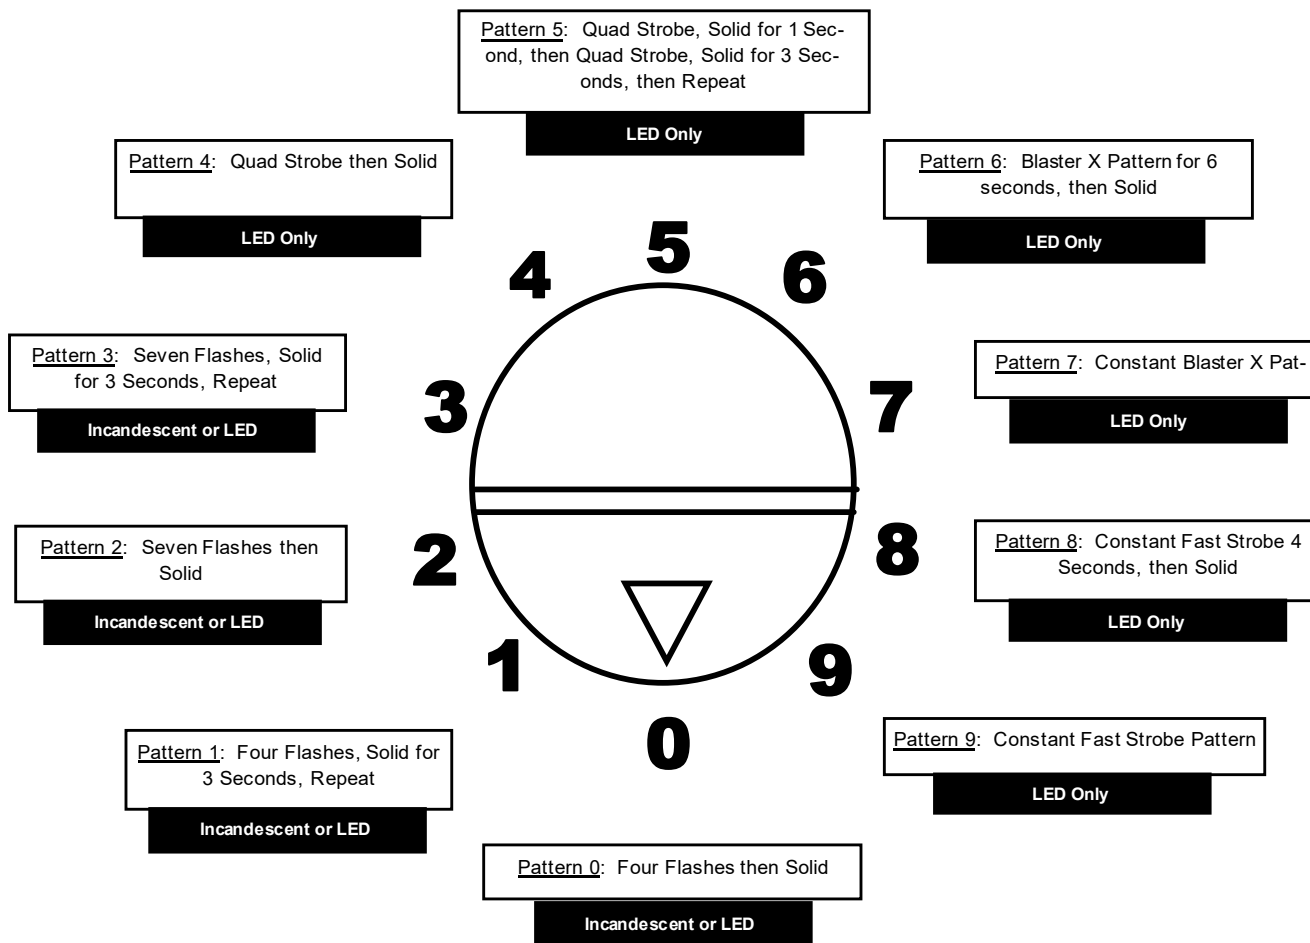 Pattern 5: Quad Strobe, Solid for 1 Sec-
ond, then Quad Strobe, Solid for 3 Sec-
onds, then Repeat
LED Only
Pattern 4: Quad Strobe then Solid
LED Only
Pattern 6: Blaster X Pattern for 6
seconds, then Solid
LED Only
5
4
6
Pattern 3: Seven Flashes, Solid
for 3 Seconds, Repeat
Incandescent or LED
3
7
Pattern 7: Constant Blaster X Pat-
LED Only
Pattern 2: Seven Flashes then
Solid
Incandescent or LED
2
8
Pattern 8: Constant Fast Strobe 4
Seconds, then Solid
LED Only
1
9
0
Pattern 1: Four Flashes, Solid for
3 Seconds, Repeat
Incandescent or LED
Pattern 9: Constant Fast Strobe Pattern
LED Only
Pattern 0: Four Flashes then Solid
Incandescent or LED